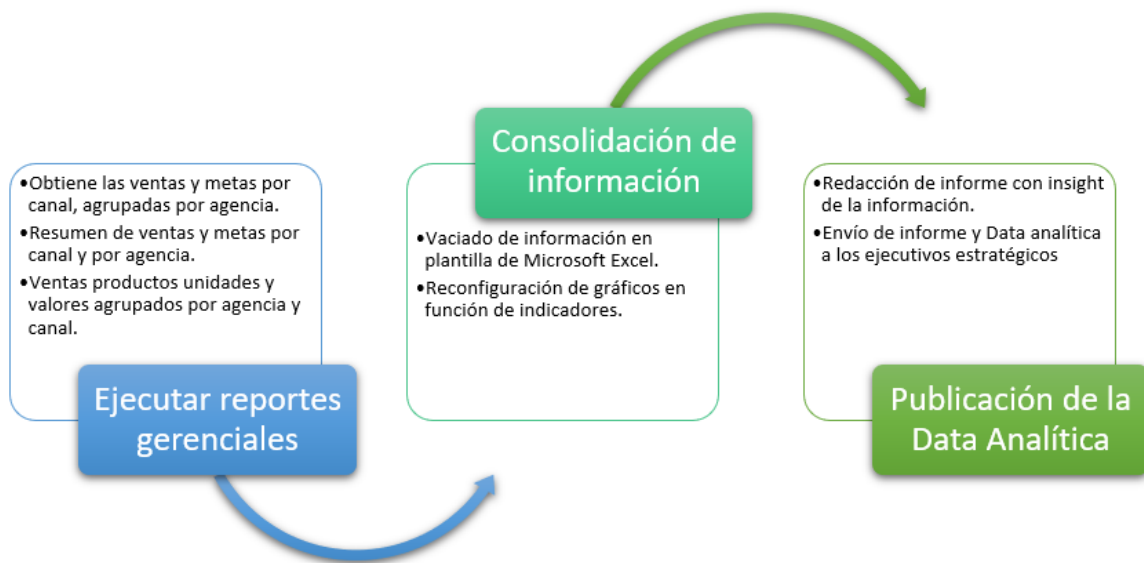 •Obtiene las ventas y metas por
canal, agrupadas por agencia.
•Resumen de ventas y metas por
canal y por agencia.
•Ventas productos unidades y
valores agrupados por agencia y
canal.
Ejecutar reportes
gerenciales
Consolidación de
información
•Vaciado de información en
plantilla de Microsoft Excel.
•Reconfiguración de gráficos en
función de indicadores.
•Redacción de informe con insight
de la información.
•Envío de informe y Data analítica
a los ejecutivos estratégicos
Publicación de la
Data Analítica